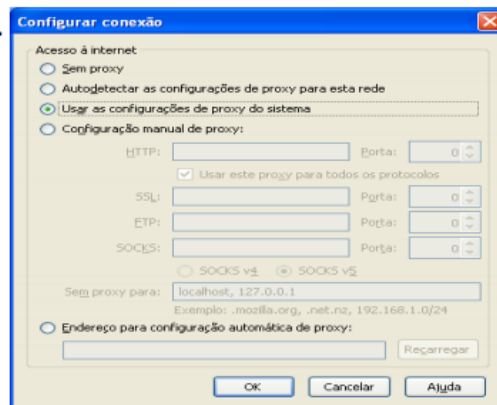 Configurar conexão
Acesso à internet
Sem proxy
Autodetectar as configurações de proxy para esta rede
Usar as configurações de proxy do sistema
Configuração manual de proxy:
HTTP: Porta: 0
Usar este proxy para todos os protocolos
SSL: Porta: 0
FTP: Porta: 0
SOCKS: Porta: 0
SOCKS v4 SOCKS v5
Sem proxy para: localhost, 127.0.0.1
Exemplo: .mozilla.org, .net.nz, 192.168.1.0/24
Endereço para configuração automática de proxy:
Recarregar
OK Cancelar Ajuda